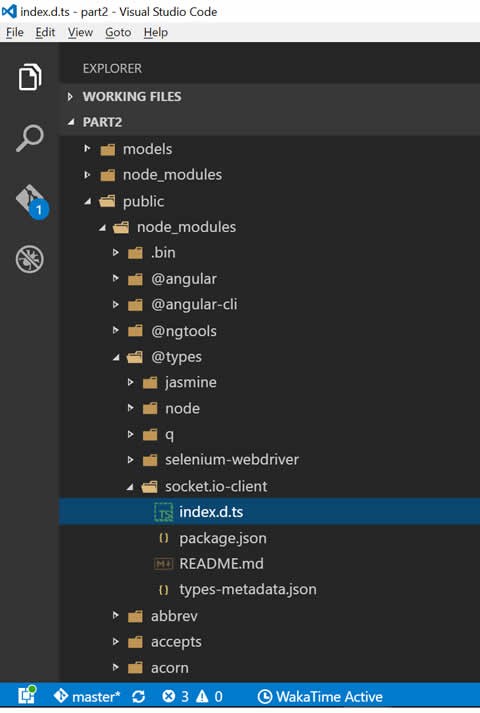 index.d.ts - part2 - Visual Studio Code
File Edit View Goto Help
EXPLORER
WORKING FILES
PART2
models
node_modules
public
node_modules
.bin
@angular
@angular-cli
@ngtools
@types
jasmine
node
q
selenium-webdriver
socket.io-client
1
TS index.d.ts
{} package.json
M↓ README.md
{} types-metadata.json
abbrev
accepts
acorn
master* 3 0 WakaTime Active